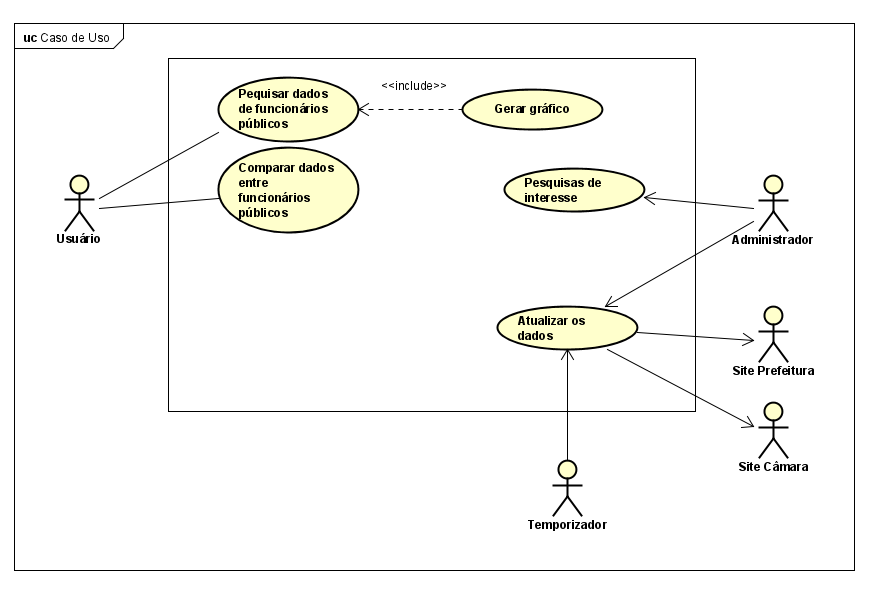 uc Caso de Uso
Pequisar dados
de funcionários
públicos
<<include>>
Gerar gráfico
Comparar dados
entre
funcionários
públicos
Pesquisas de
interesse
Usuário
Administrador
Atualizar os
dados
Site Prefeitura
Site Câmara
Temporizador